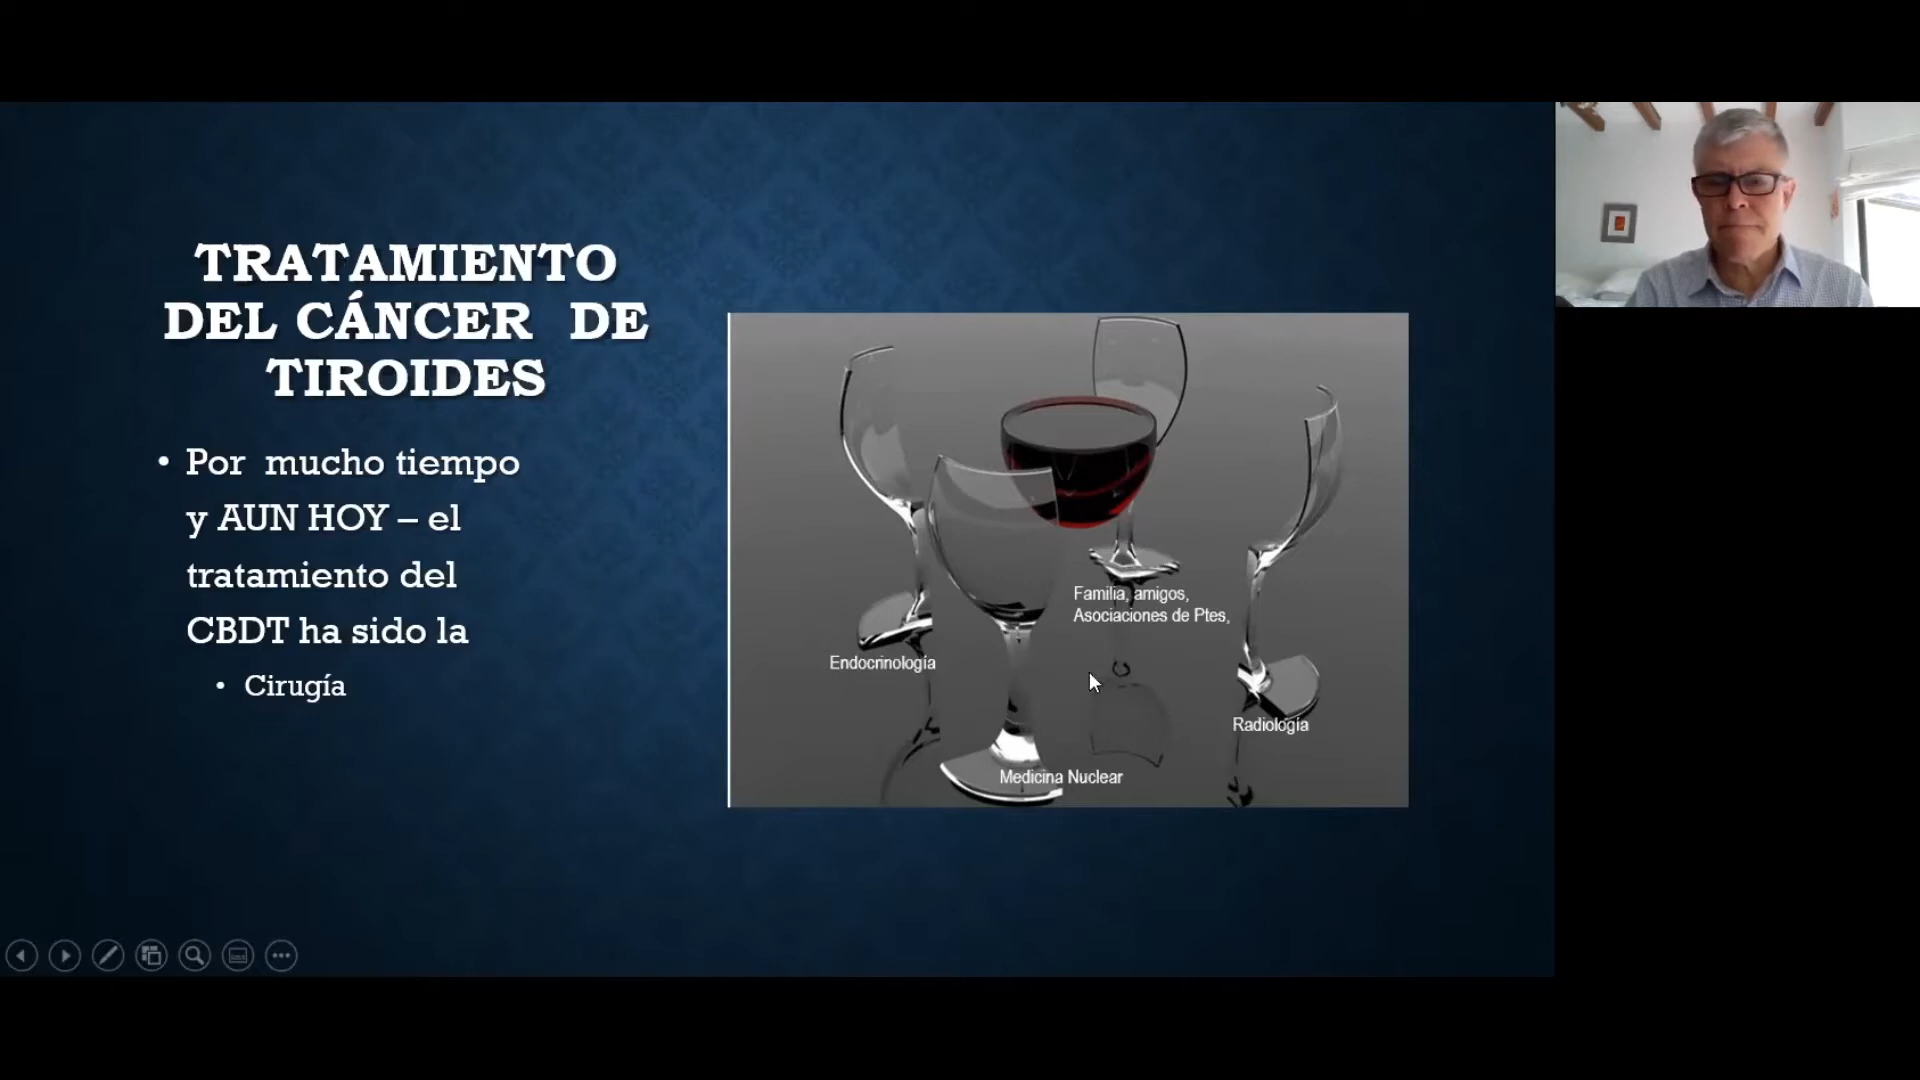 TRATAMIENTO
DEL CÁNCER DE
TIROIDES
• Por mucho tiempo
y AUN HOY – el
tratamiento del
CBDT ha sido la
• Cirugía
Familia, amigos,
Asociaciones de Ptes,
Endocrinología
Radiología
Medicina Nuclear